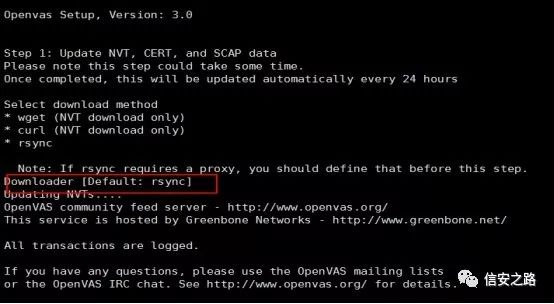 Openvas Setup, Version: 3.0
Step 1: Update NVT, CERT, and SCAP data
Please note this step could take some time.
Once completed, this will be updated automatically every 24 hours
Select download method
* wget (NVT download only)
* curl (NVT download only)
* rsync
Note: If rsync requires a proxy, you should define that before this step.
Downloader [Default: rsync]
Updating NVTs....
OpenVAS community feed server - http://www.openvas.org/
This service is hosted by Greenbone Networks - http://www.greenbone.net/
All transactions are logged.
If you have any questions, please use the OpenVAS mailing lists
or the OpenVAS IRC chat. See http://www.openvas.org/ for details.
信安之路